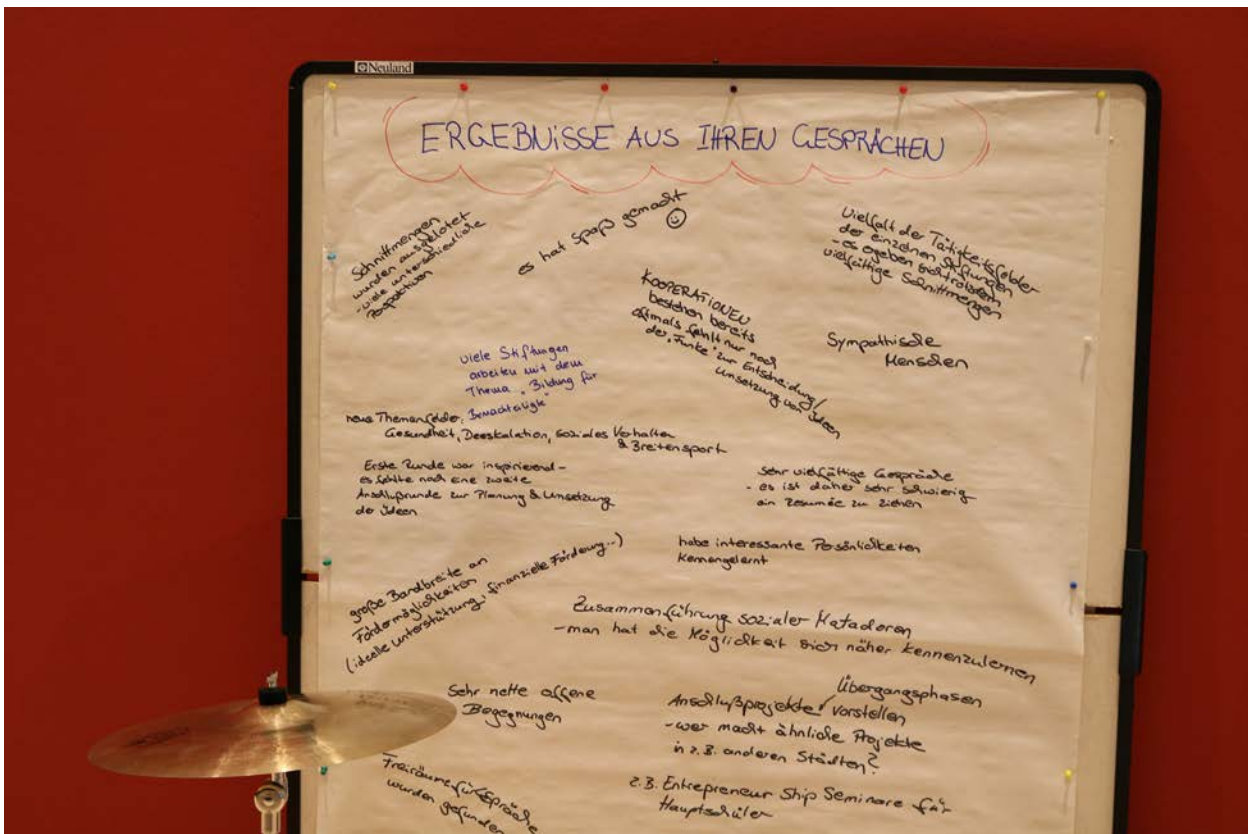 Neuland
ERGEBNISSE AUS IHREN GESPRÄCHEN
Schnittmengen
wurden ausgelotet
- viele unterschiedliche
Perspektiven
es hat Spaß gemacht
Vielfalt der Tätigkeitsfelder
der einzelnen Stiftungen
- es ergeben sich trotzdem
vielfältige Schnittmengen
KOOPERATIONEN
bestehen bereits
oftmals fehlt nur noch
der "Funke" zur Entscheidung/
Umsetzung von Ideen
Sympathische
Menschen
viele Stiftungen
arbeiten mit dem
Thema "Bildung für
Benachteiligte"
neue Themenfelder:
Gesundheit, Deeskalation, soziales Verhalten
& Breitensport
Erste Runde war inspirierend -
es fehlte noch eine zweite
Anschlußrunde zur Planung & Umsetzung
der Ideen
sehr vielfältige Gespräche
- es ist daher sehr schwierig
ein Resumée zu ziehen
habe interessante Persönlichkeiten
kennengelernt
große Bandbreite an
Fördermöglichkeiten
(ideelle Unterstützung, finanzielle Förderung...)
Zusammenführung sozialer Matadoren
- man hat die Möglichkeit sich näher kennenzulernen
Sehr nette offene
Begegnungen
Übergangsphasen
Anschlußprojekte vorstellen
- wer macht ähnliche Projekte
in z.B. anderen Städten?
z.B. Entrepreneur Ship Seminare für
Hauptschüler
Freiräume für Gespräche
wurden gefunden